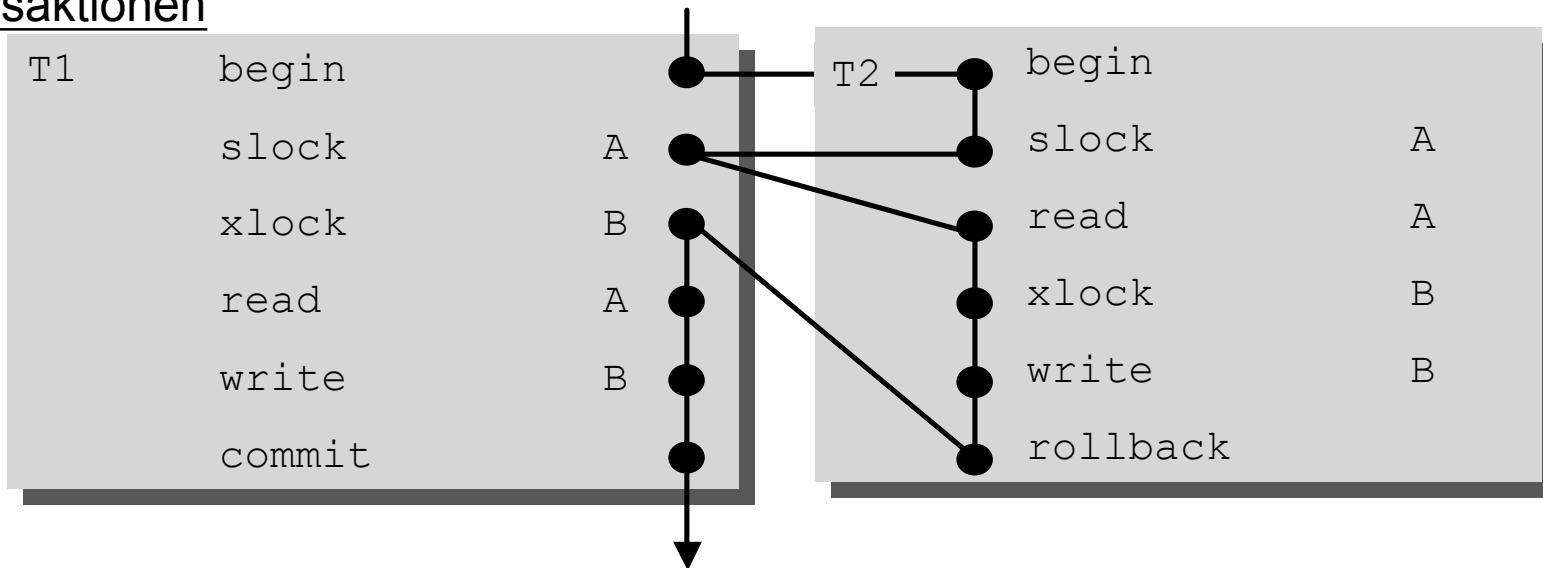 saktionen
T1 begin
slock A
xlock B
read A
write B
commit
T2 begin
slock A
read A
xlock B
write B
rollback